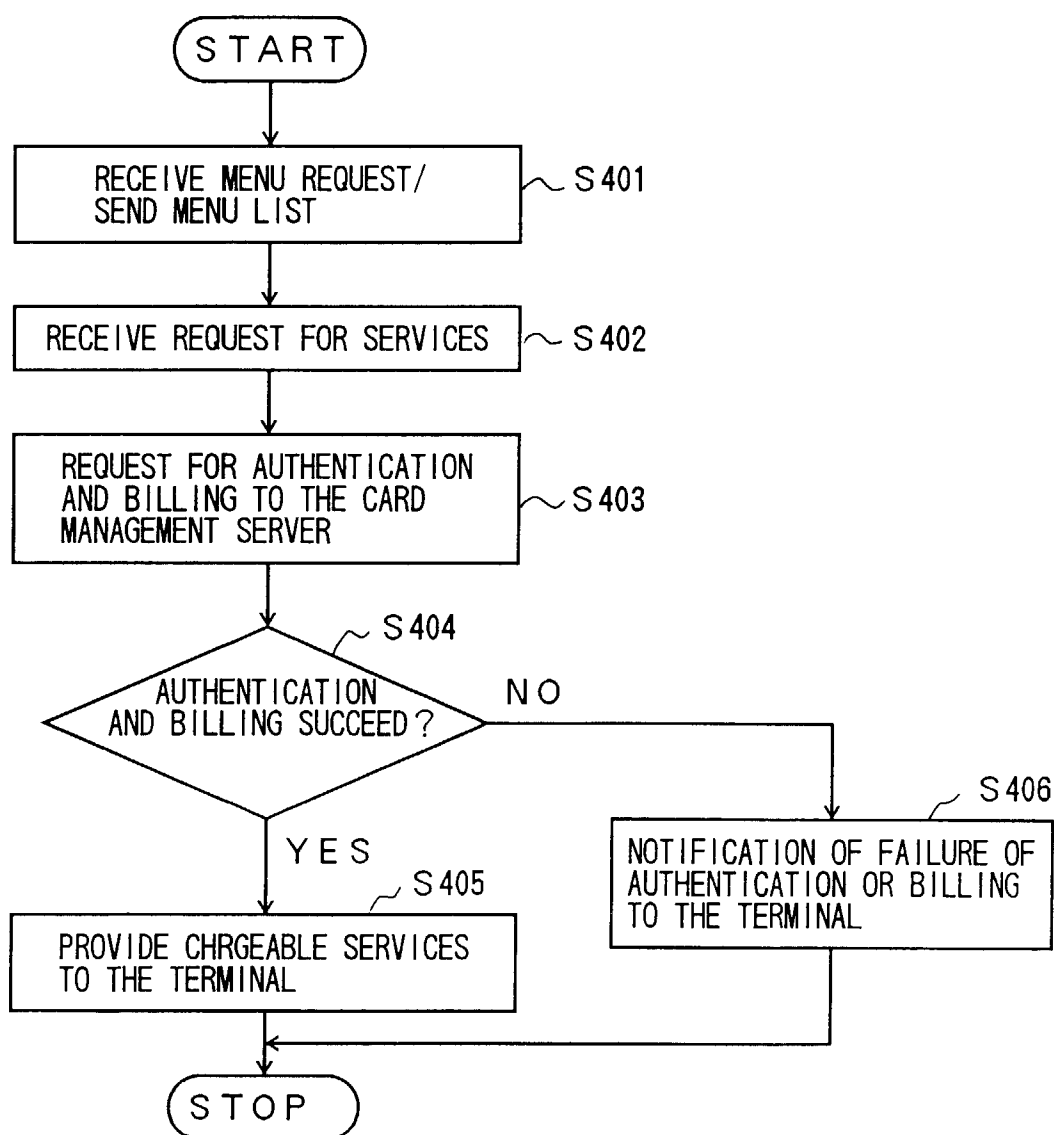 START
RECEIVE MENU REQUEST/
SEND MENU LIST
S401
RECEIVE REQUEST FOR SERVICES
S402
REQUEST FOR AUTHENTICATION
AND BILLING TO THE CARD
MANAGEMENT SERVER
S403
S404
AUTHENTICATION
AND BILLING SUCCEED?
NO
YES
S406
NOTIFICATION OF FAILURE OF
AUTHENTICATION OR BILLING
TO THE TERMINAL
S405
PROVIDE CHRGEABLE SERVICES
TO THE TERMINAL
STOP